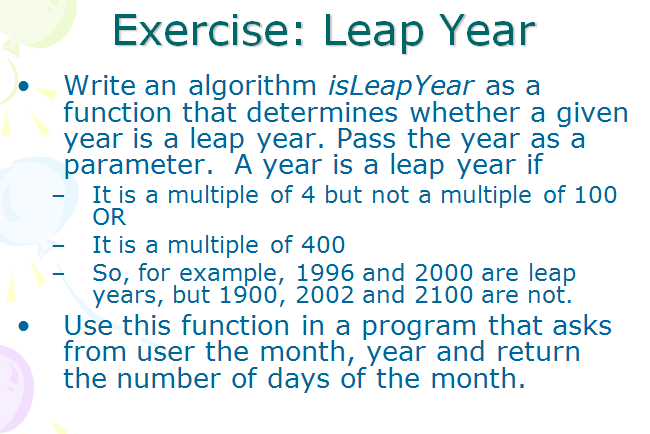 Exercise: Leap Year
• Write an algorithm isLeapYear as a
function that determines whether a given
year is a leap year. Pass the year as a
parameter.  A year is a leap year if
– It is a multiple of 4 but not a multiple of 100
OR
– It is a multiple of 400
– So, for example, 1996 and 2000 are leap
years, but 1900, 2002 and 2100 are not.
• Use this function in a program that asks
from user the month, year and return
the number of days of the month.